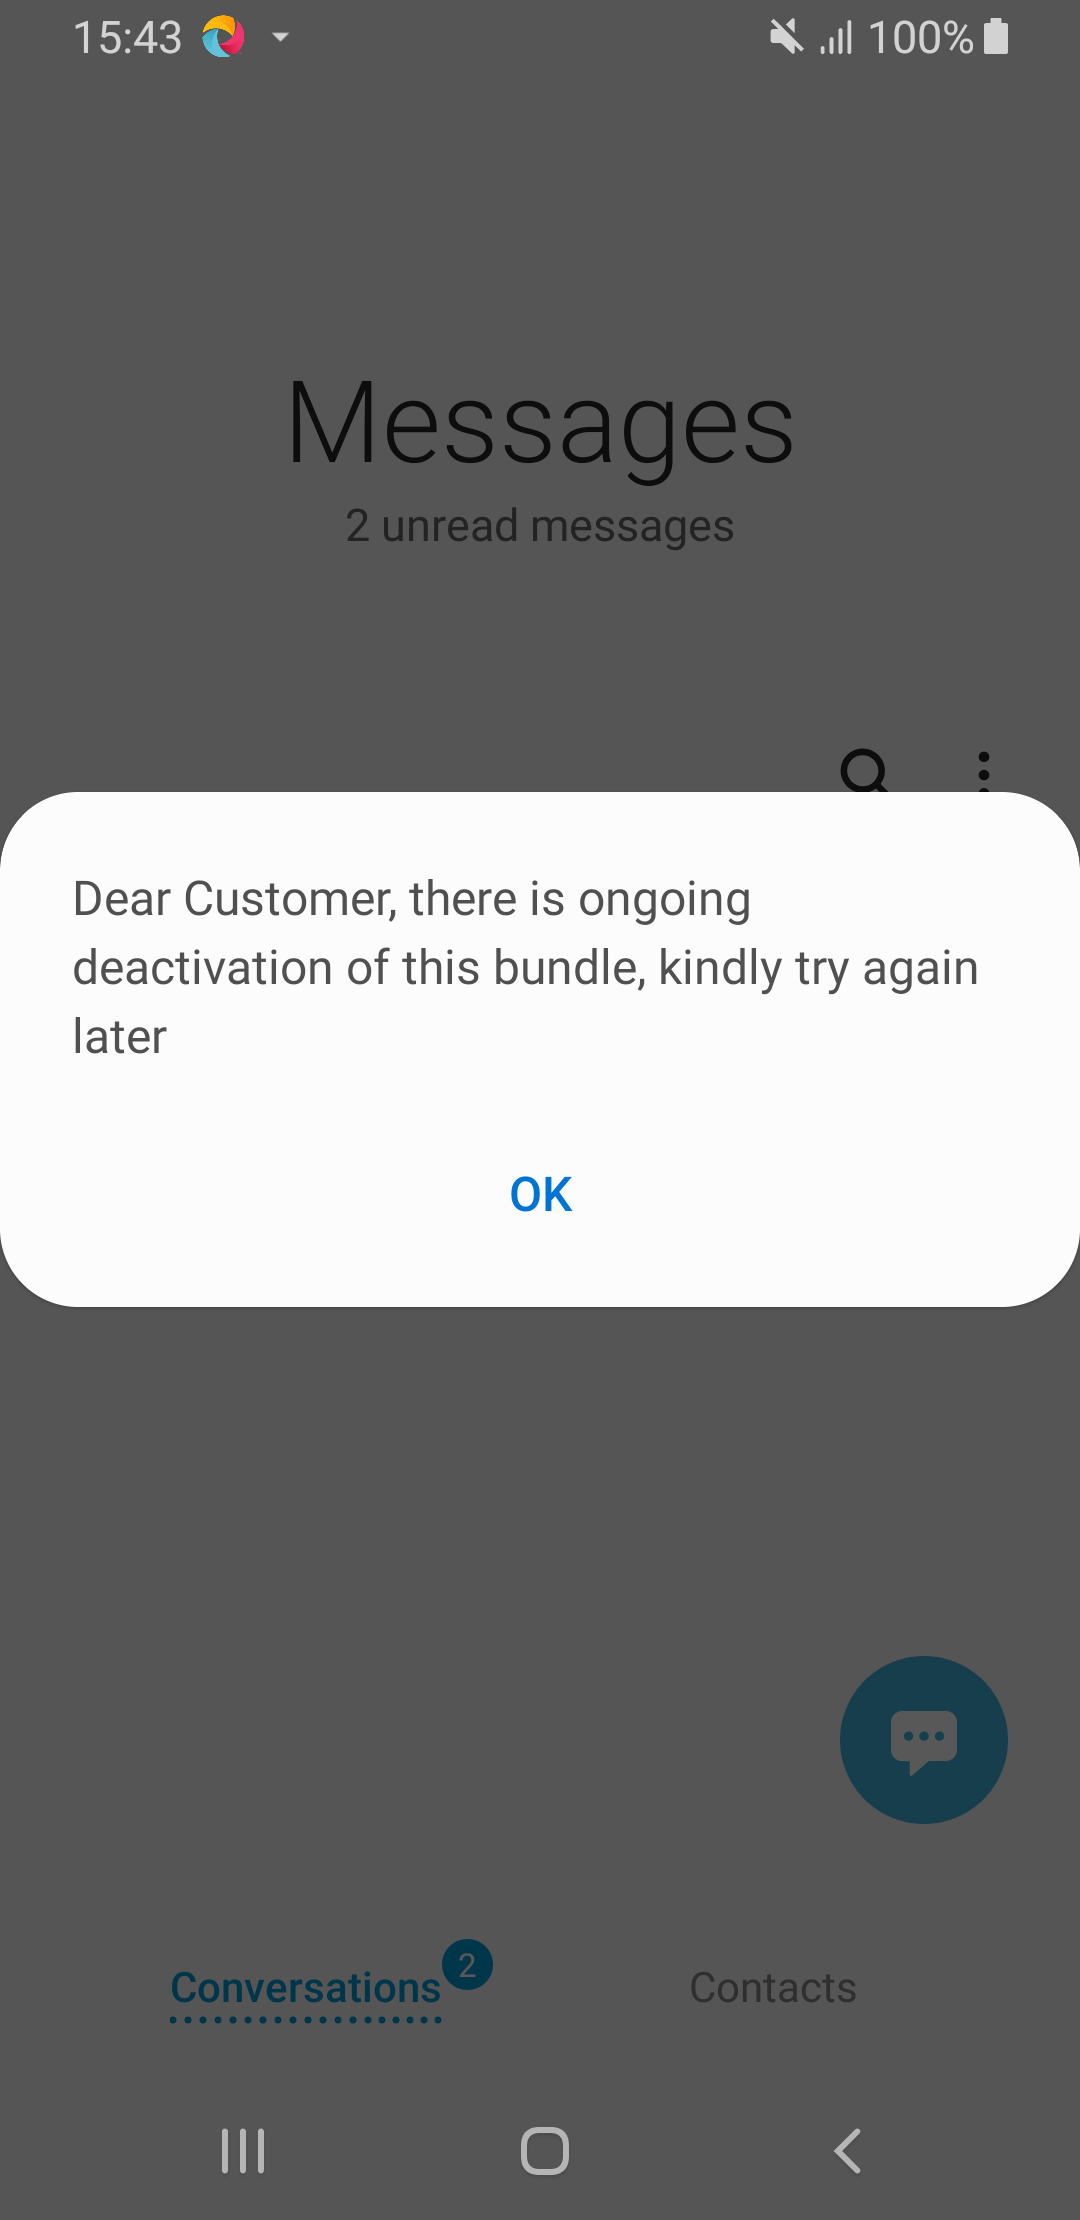 15:43
100%
Messages
2 unread messages
Dear Customer, there is ongoing
deactivation of this bundle, kindly try again
later
OK
Conversations
2
Contacts